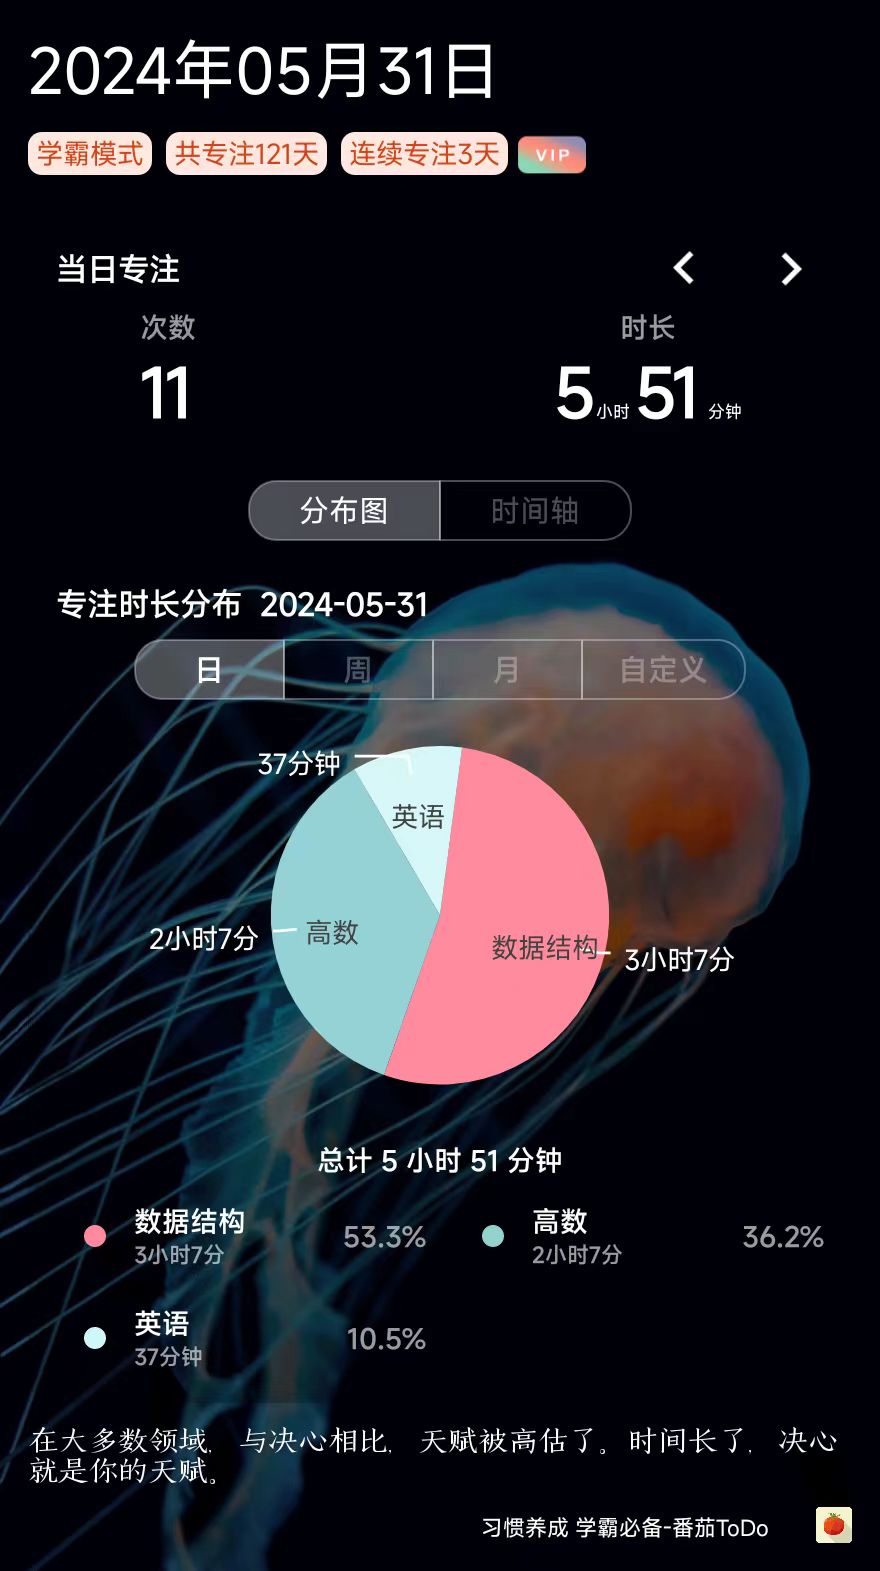 2024年05月31日
学霸模式 共专注121天 连续专注3天 VIP
当日专注
次数 时长
11 5小时51分钟
分布图 时间轴
专注时长分布 2024-05-31
日 周 月 自定义
37分钟
英语
2小时7分 高数
数据结构 3小时7分
总计 5 小时 51 分钟
数据结构 53.3% 高数 36.2%
3小时7分 2小时7分
英语 10.5%
37分钟
在大多数领域，与决心相比，天赋被高估了。时间长了，决心
就是你的天赋。
习惯养成 学霸必备-番茄ToDo